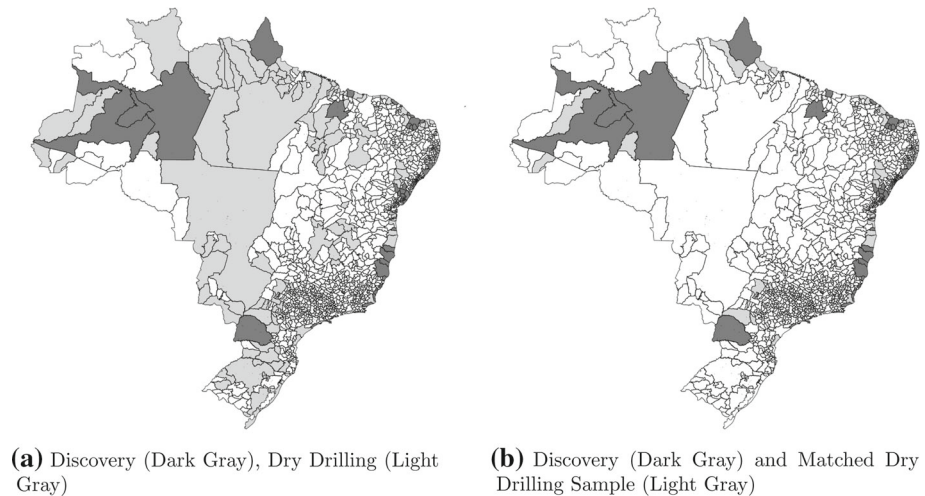 (a) Discovery (Dark Gray), Dry Drilling (Light
Gray)
(b) Discovery (Dark Gray) and Matched Dry
Drilling Sample (Light Gray)